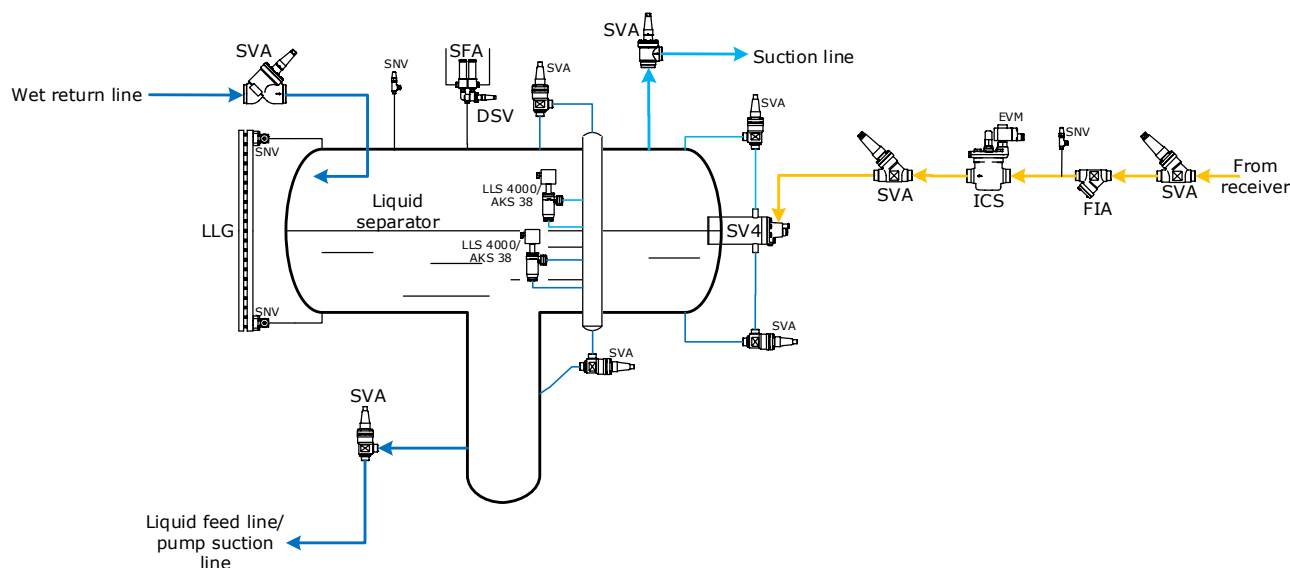 SVA
SVA
SNV
SFA
SVA
Suction line
Wet return line
DSV
SVA
EVM
SNV
SNV
From
receiver
SVA
ICS
FIA
SVA
LLS 4000/
AKS 38
Liquid
separator
LLG
SV4
LLS 4000/
AKS 38
SNV
SVA
SVA
SVA
Liquid feed line/
pump suction
line